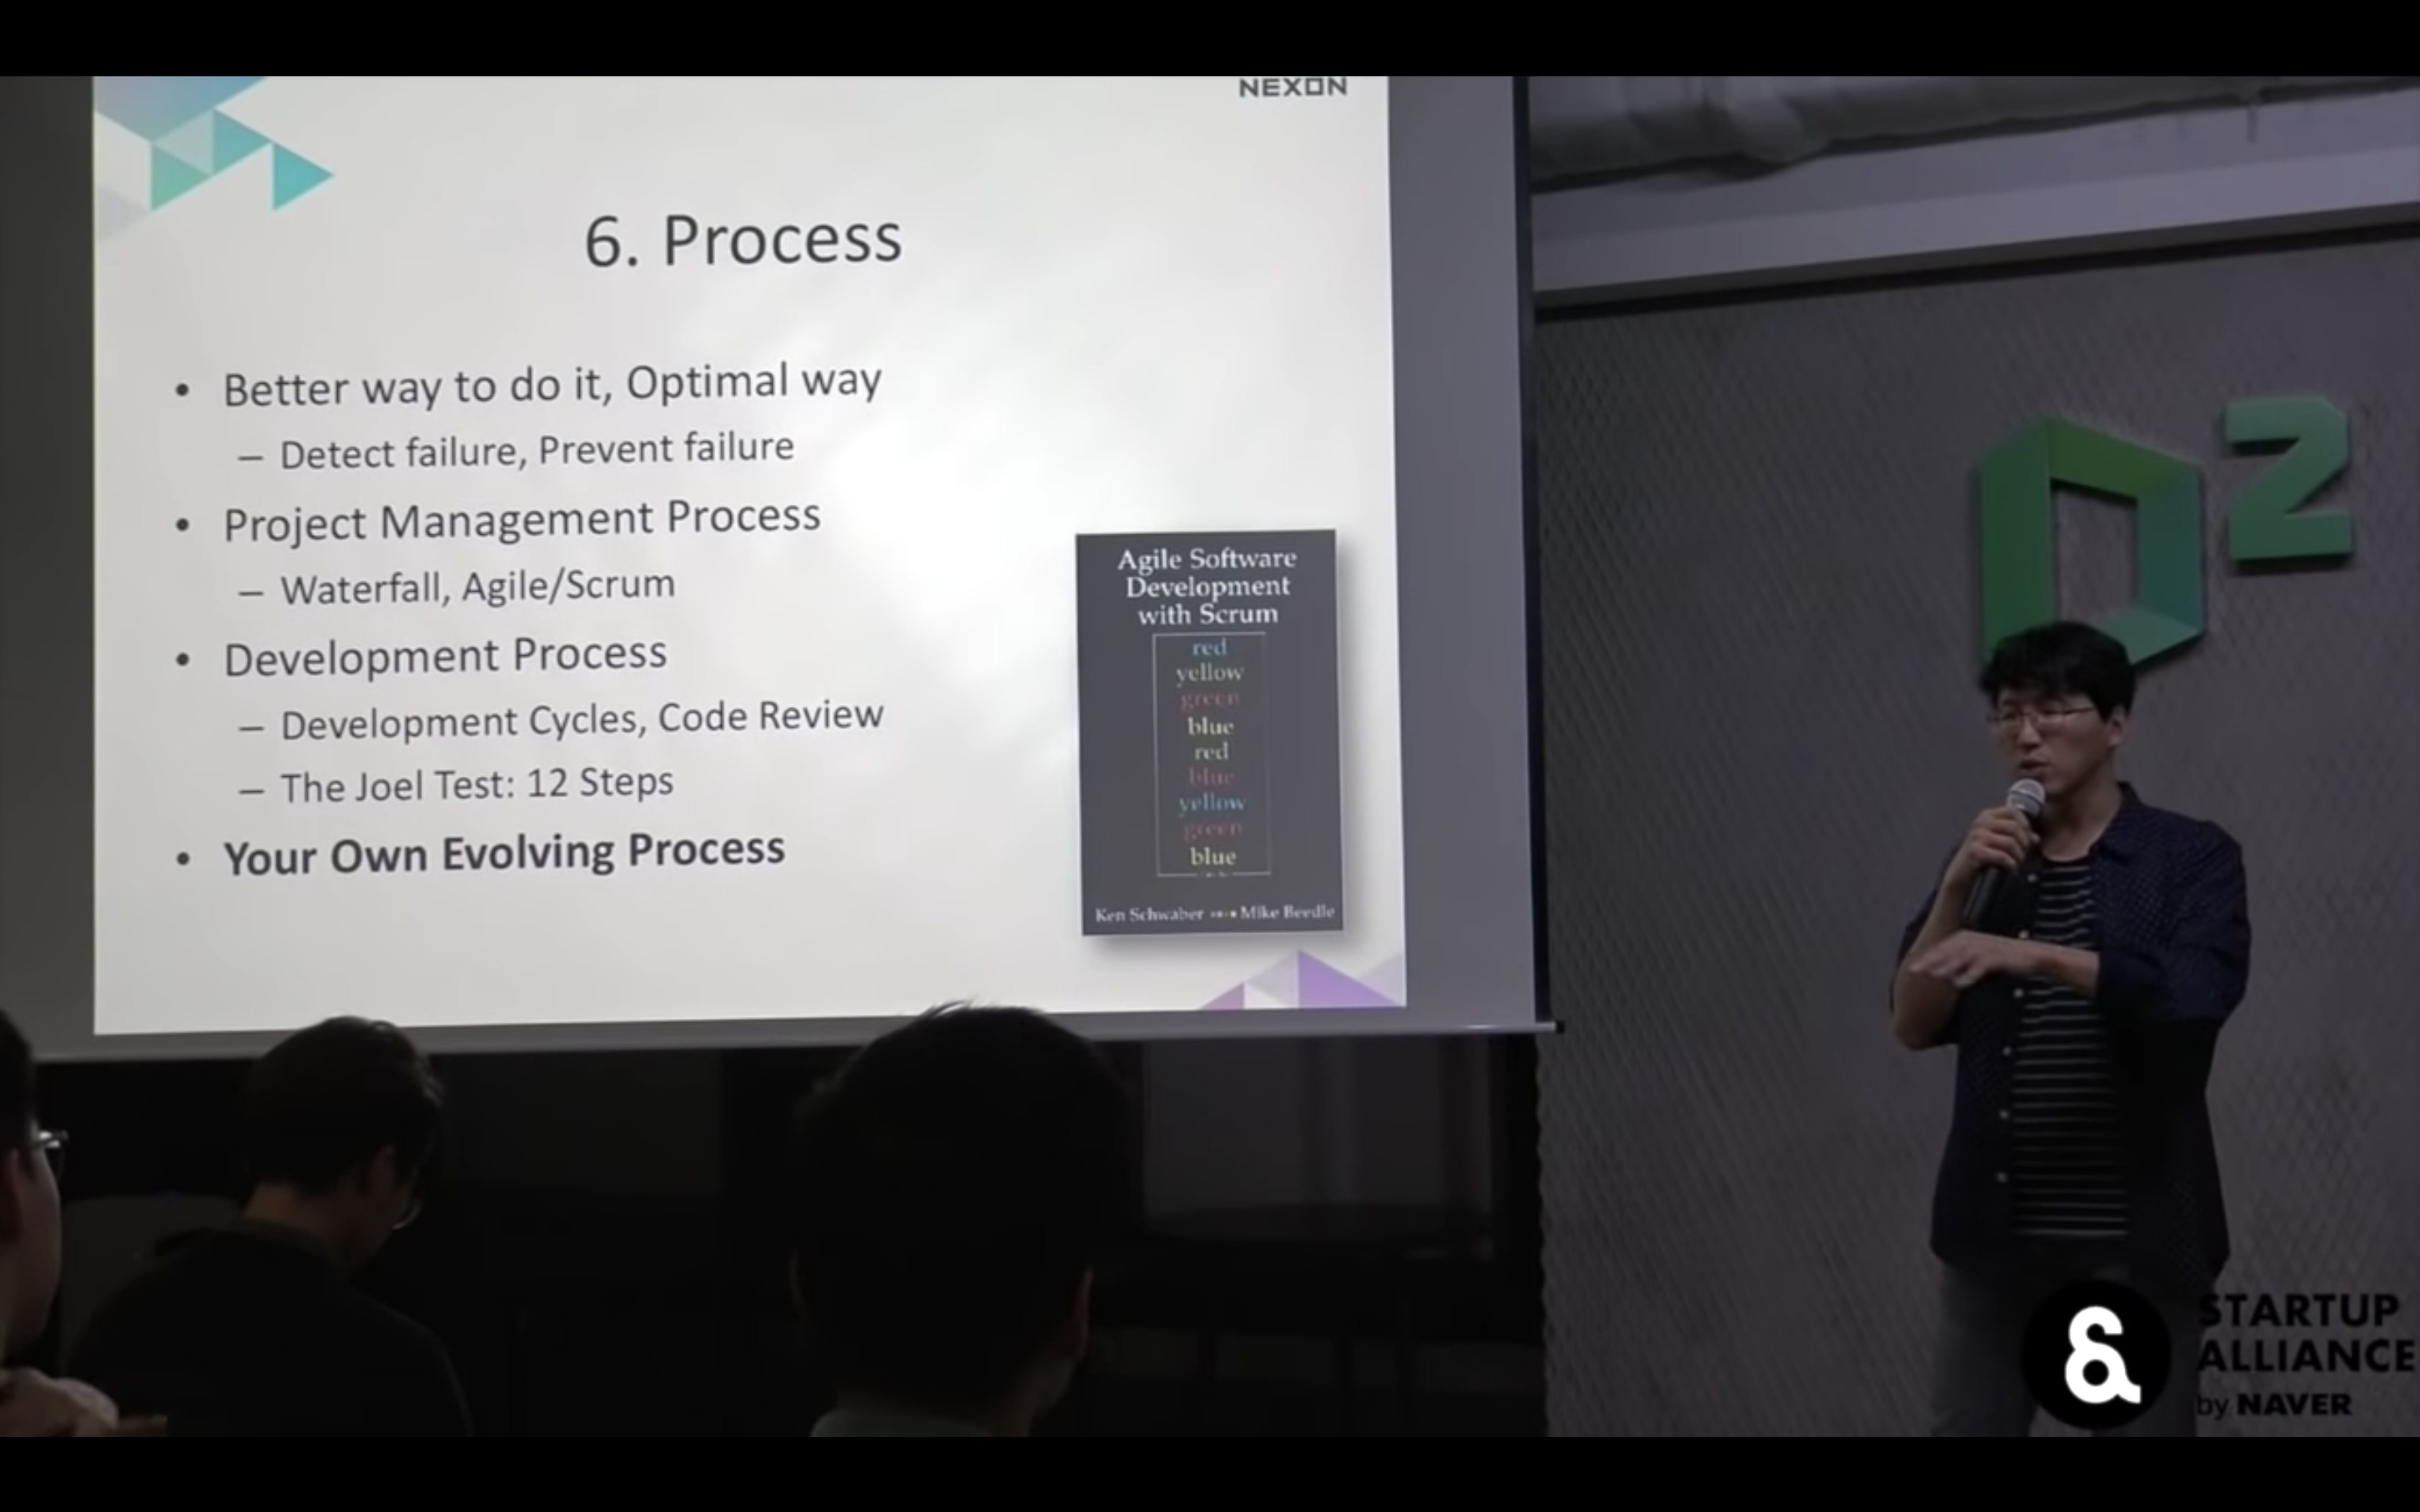 NEXON
6. Process
• Better way to do it, Optimal way
– Detect failure, Prevent failure
• Project Management Process
– Waterfall, Agile/Scrum
• Development Process
– Development Cycles, Code Review
– The Joel Test: 12 Steps
• Your Own Evolving Process
Agile Software
Development
with Scrum
red
yellow
green
blue
red
blue
yellow
green
blue
Ken Schwaber Mike Beedle
D2
STARTUP
ALLIANCE
by NAVER